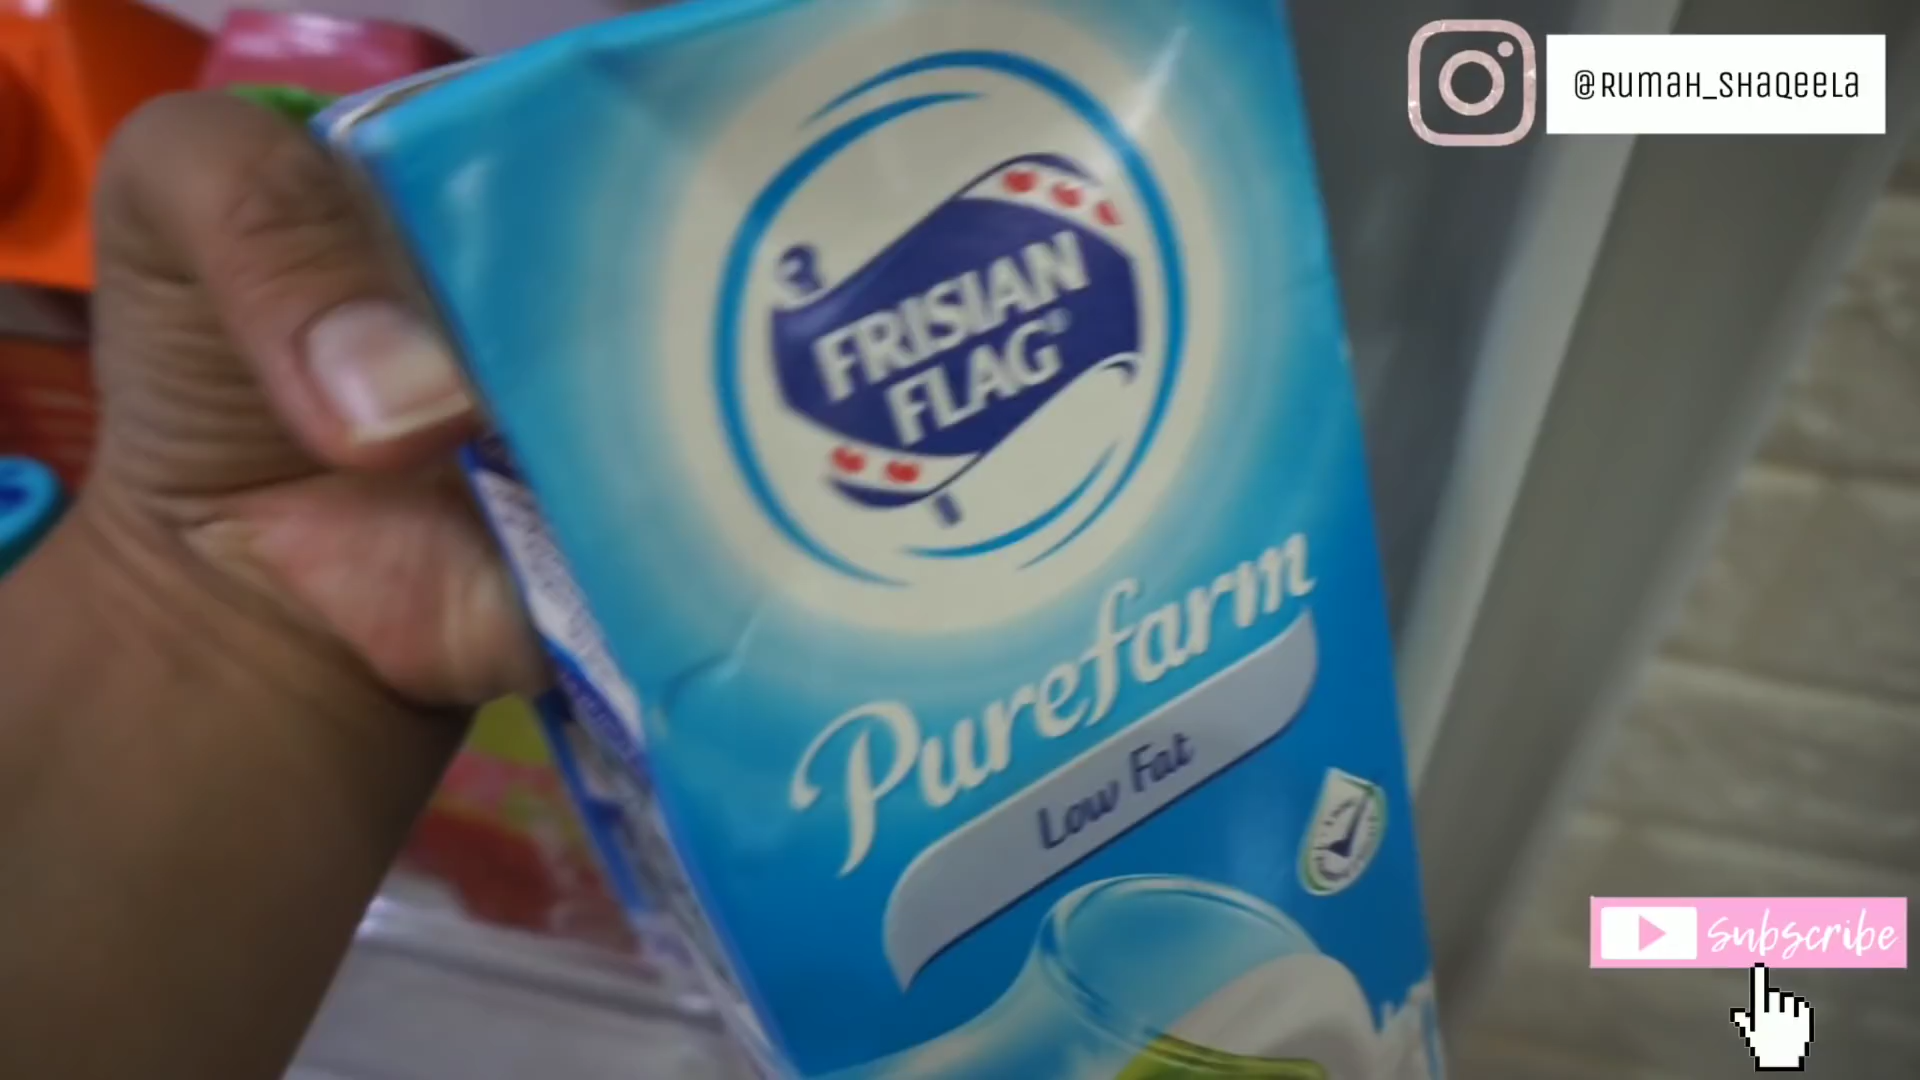 @RUMAH_SHAQEELA
FRISIAN
FLAG
Purefarm
Low Fat
Subscribe